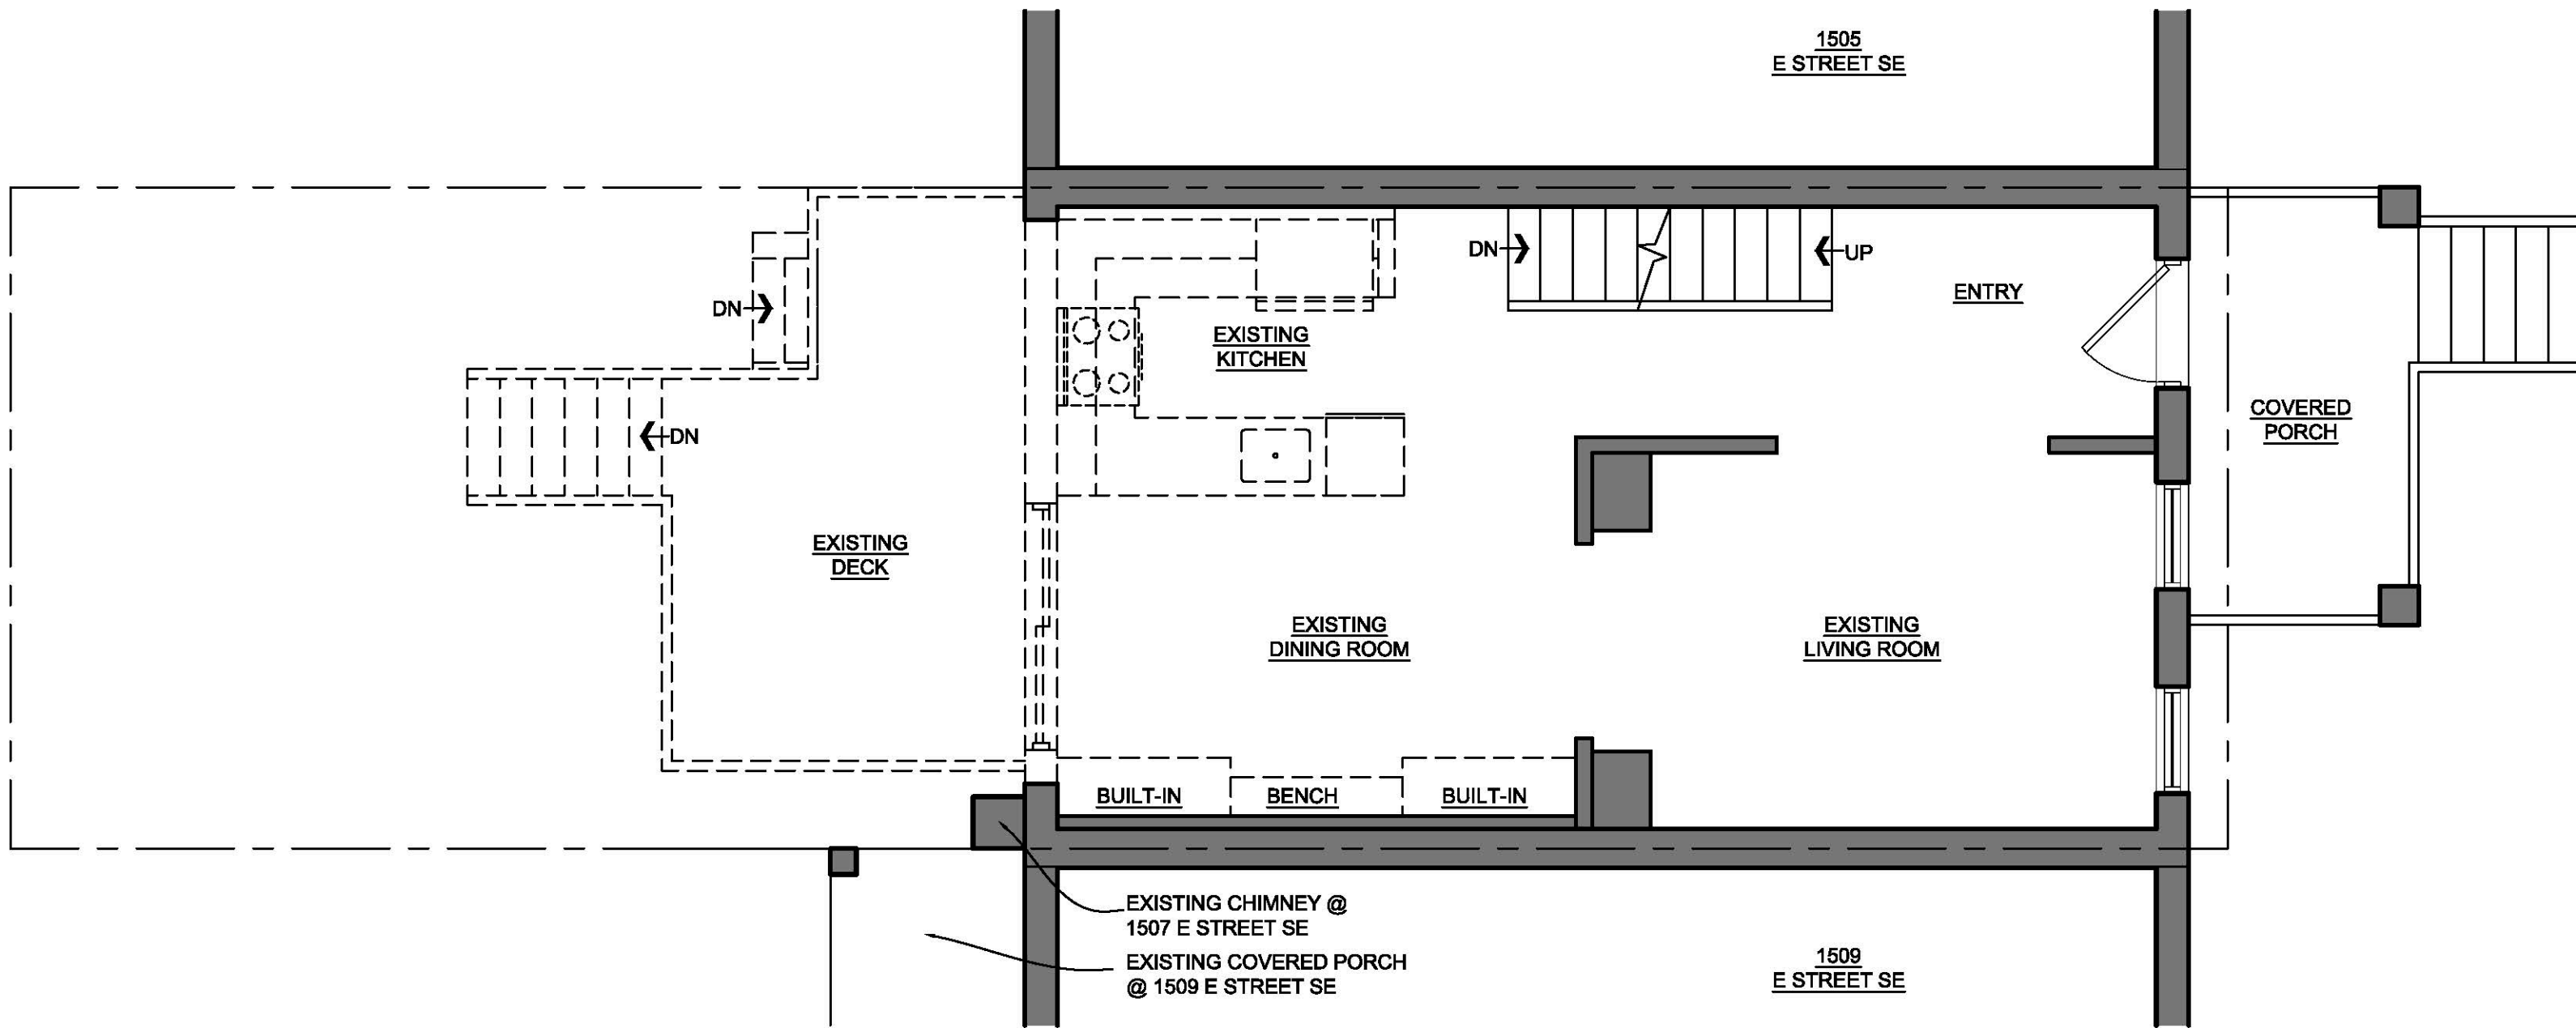 1505
E STREET SE
DN
UP
ENTRY
DN
EXISTING
KITCHEN
COVERED
PORCH
DN
EXISTING
DECK
EXISTING
DINING ROOM
EXISTING
LIVING ROOM
BUILT-IN
BENCH
BUILT-IN
EXISTING CHIMNEY @
1507 E STREET SE
EXISTING COVERED PORCH
@ 1509 E STREET SE
1509
E STREET SE